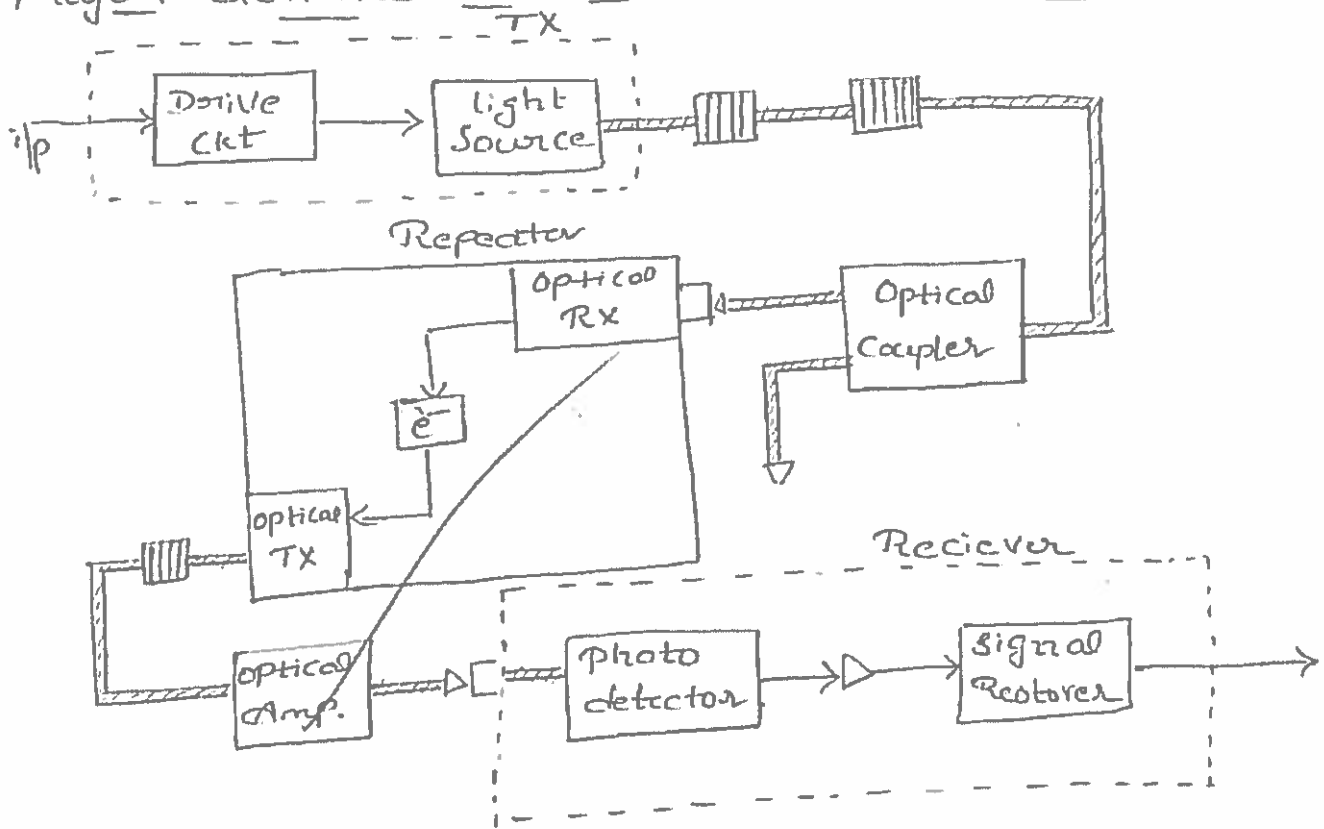 TX
i/p
Drive
Ckt
light
Source
Repeater
Optical
RX
Optical
Coupler
e-
optical
TX
Reciever
optical
Amp.
photo
detector
signal
Restorer